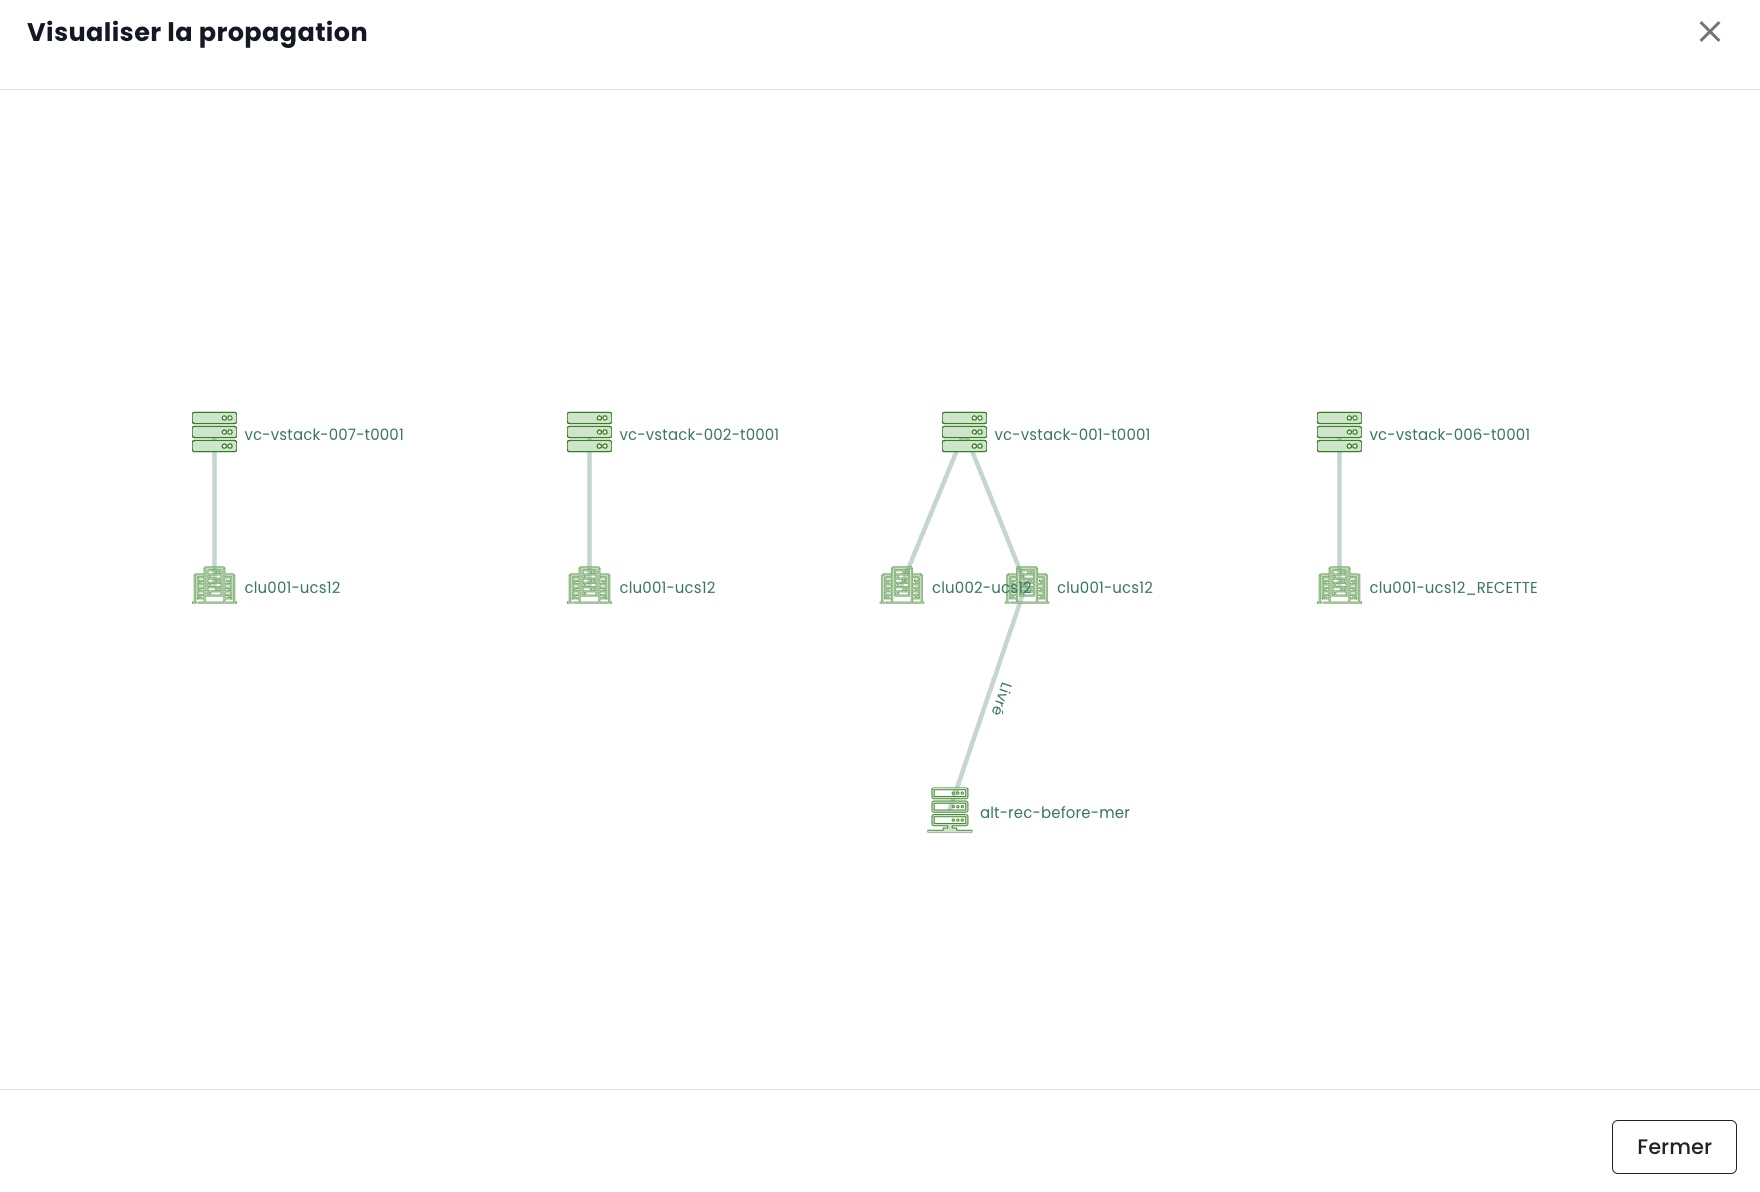 Visualiser la propagation
vc-vstack-007-t0001
vc-vstack-002-t0001
vc-vstack-001-t0001
vc-vstack-006-t0001
clu001-ucs12
clu001-ucs12
clu002-ucs12
clu001-ucs12
clu001-ucs12_RECETTE
Livré
alt-rec-before-mer
Fermer